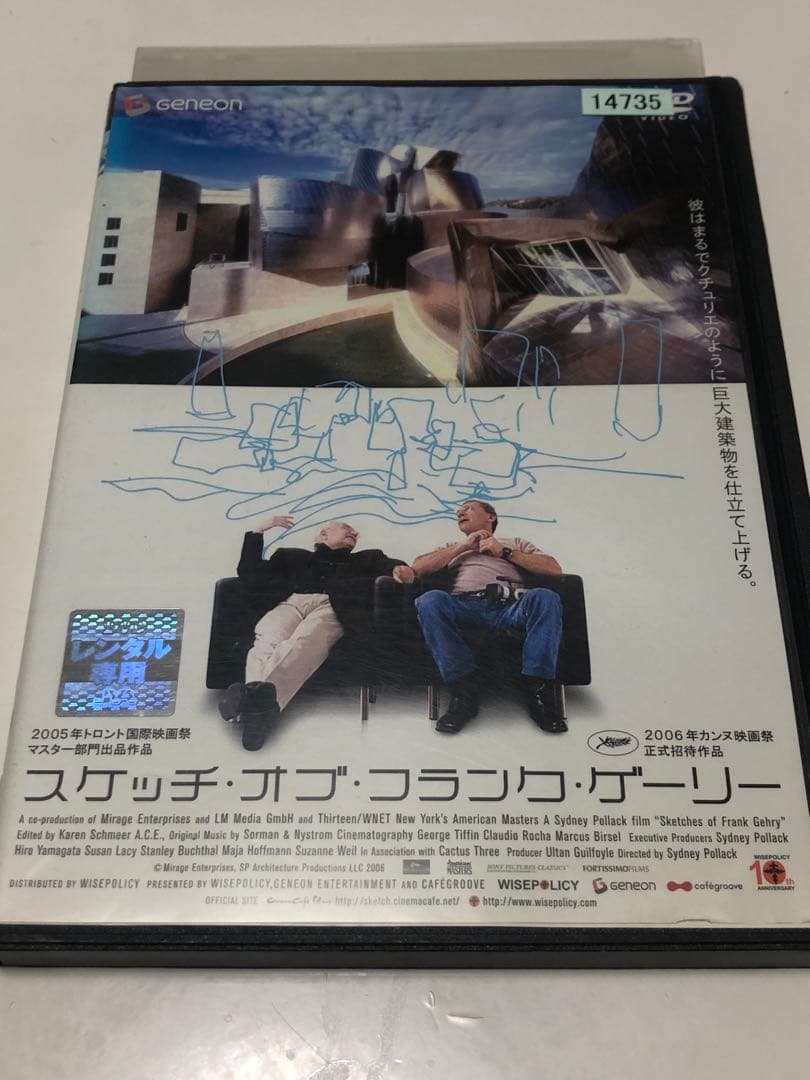 GENEON
14735
VIDEO
彼はまるでクチュリエのように巨大建築物を仕立て上げる。
レンタル
専用
2005年トロント国際映画祭
マスター部門出品作品
2006年カンヌ映画祭
正式招待作品
スケッチ・オブ・フランク・ゲーリー
A co-production of Mirage Enterprises and LM Media GmbH and Thirteen/WNET New York's American Masters A Sydney Pollack film "Sketches of Frank Gehry"
Edited by Karen Schmeer A.C.E., Original Music by Sorman & Nystrom Cinematography George Tiffin Claudio Rocha Marcus Birsel Executive Producers Sydney Pollack
Hiro Yamagata Susan Lacy Stanley Buchthal Maja Hoffmann Suzanne Weil In Association with Cactus Three Producer Ultan Guilfoyle Directed by Sydney Pollack
©Mirage Enterprises, SP Architecture Productions LLC 2006 AMERICAN MASTERS SONY PICTURES CLASSICS FORTISSIMOFILMS
DISTRIBUTED BY WISEPOLICY PRESENTED BY WISEPOLICY,GENEON ENTERTAINMENT AND CAFÉGROOVE WISEPOLICY GENEON cafégroove WISEPOLICY 10th ANNIVERSARY
OFFICIAL SITE http://sketch.cinemacafe.net/ http://www.wisepolicy.com